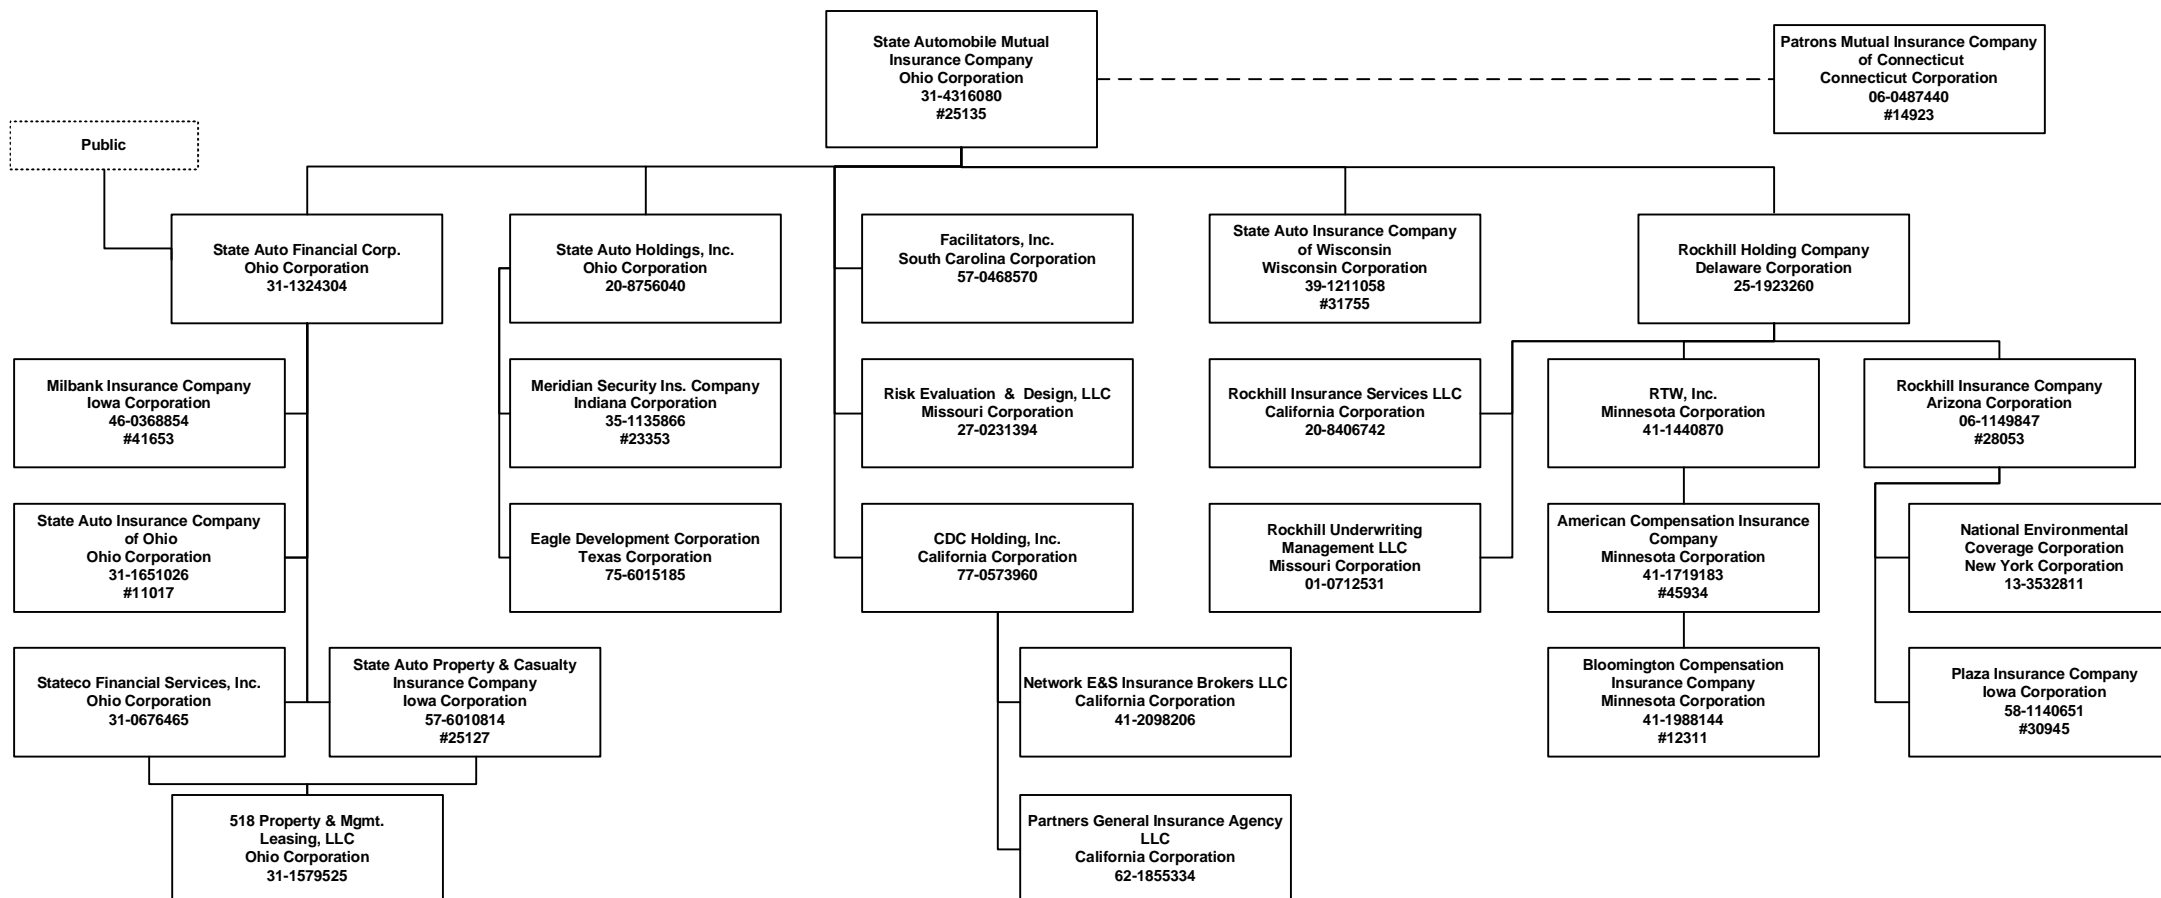 State Automobile Mutual
Insurance Company
Ohio Corporation
31-4316080
#25135
Patrons Mutual Insurance Company
of Connecticut
Connecticut Corporation
06-0487440
#14923
Public
State Auto Financial Corp.
Ohio Corporation
31-1324304
State Auto Holdings, Inc.
Ohio Corporation
20-8756040
Facilitators, Inc.
South Carolina Corporation
57-0468570
State Auto Insurance Company
of Wisconsin
Wisconsin Corporation
39-1211058
#31755
Rockhill Holding Company
Delaware Corporation
25-1923260
Milbank Insurance Company
Iowa Corporation
46-0368854
#41653
Meridian Security Ins. Company
Indiana Corporation
35-1135866
#23353
Risk Evaluation & Design, LLC
Missouri Corporation
27-0231394
Rockhill Insurance Services LLC
California Corporation
20-8406742
RTW, Inc.
Minnesota Corporation
41-1440870
Rockhill Insurance Company
Arizona Corporation
06-1149847
#28053
State Auto Insurance Company
of Ohio
Ohio Corporation
31-1651026
#11017
Eagle Development Corporation
Texas Corporation
75-6015185
CDC Holding, Inc.
California Corporation
77-0573960
Rockhill Underwriting
Management LLC
Missouri Corporation
01-0712531
American Compensation Insurance
Company
Minnesota Corporation
41-1719183
#45934
National Environmental
Coverage Corporation
New York Corporation
13-3532811
Stateco Financial Services, Inc.
Ohio Corporation
31-0676465
State Auto Property & Casualty
Insurance Company
Iowa Corporation
57-6010814
#25127
Network E&S Insurance Brokers LLC
California Corporation
41-2098206
Bloomington Compensation
Insurance Company
Minnesota Corporation
41-1988144
#12311
Plaza Insurance Company
Iowa Corporation
58-1140651
#30945
518 Property & Mgmt.
Leasing, LLC
Ohio Corporation
31-1579525
Partners General Insurance Agency
LLC
California Corporation
62-1855334